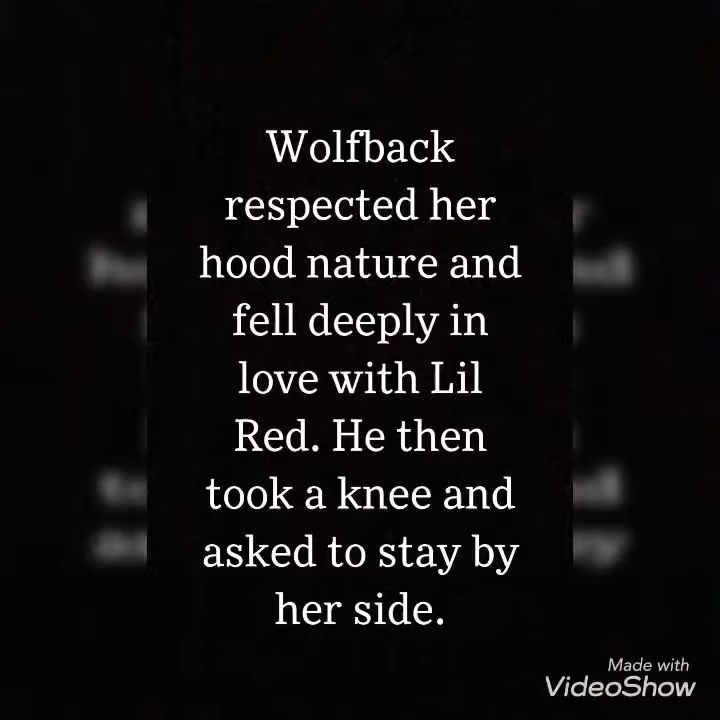 Wolfback
respected her
hood nature and
fell deeply in
love with Lil
Red. He then
took a knee and
asked to stay by
her side.
Made with
VideoShow